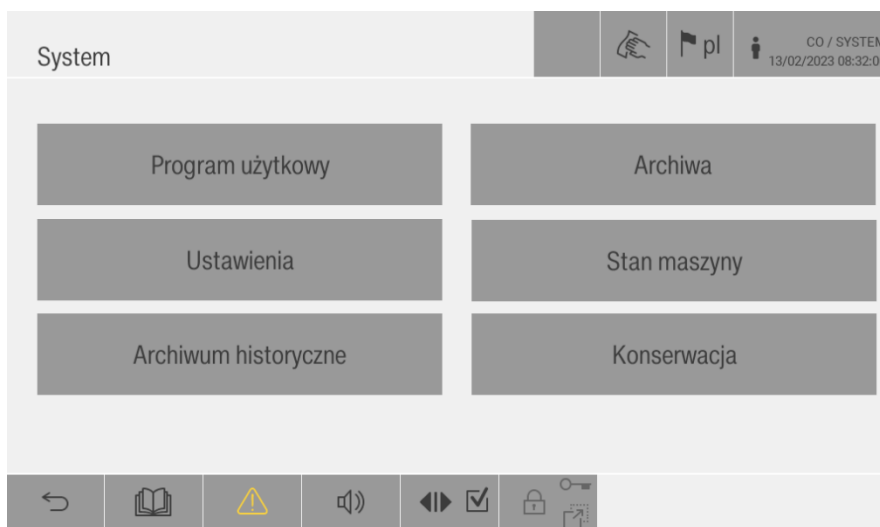 System
pl
CO / SYSTEM
13/02/2023 08:32:0
Program użytkowy
Archiwa
Ustawienia
Stan maszyny
Archiwum historyczne
Konserwacja